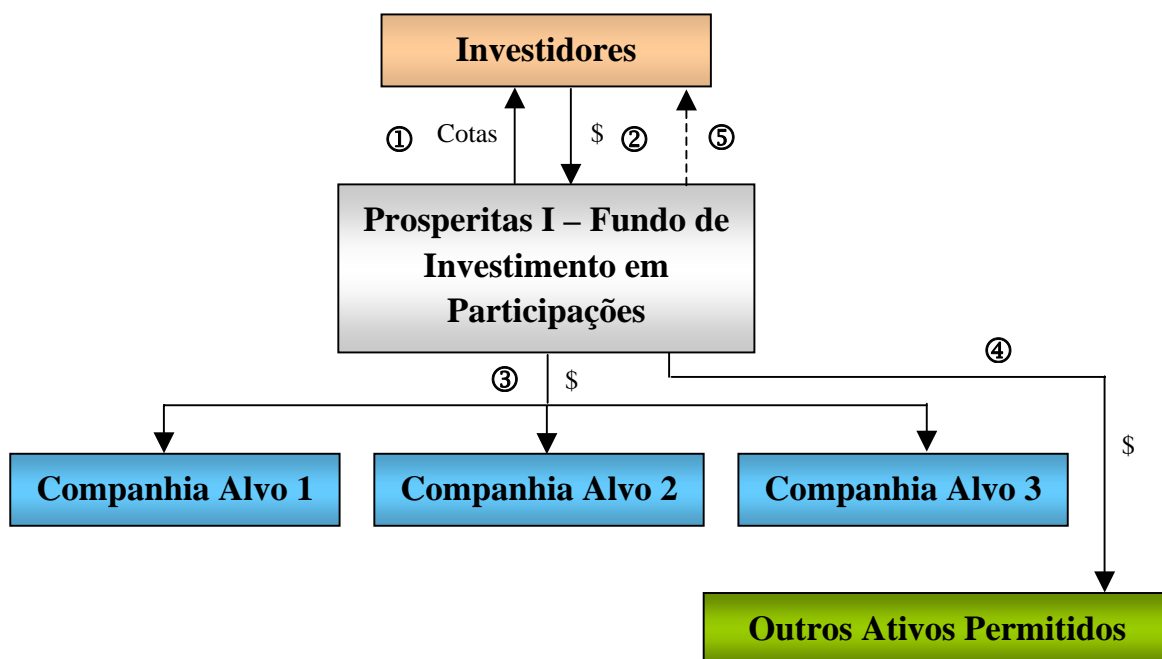 Investidores
① Cotas $ ② ⑤
Prosperitas I – Fundo de
Investimento em
Participações
④
③ $
$
Companhia Alvo 1 Companhia Alvo 2 Companhia Alvo 3
Outros Ativos Permitidos